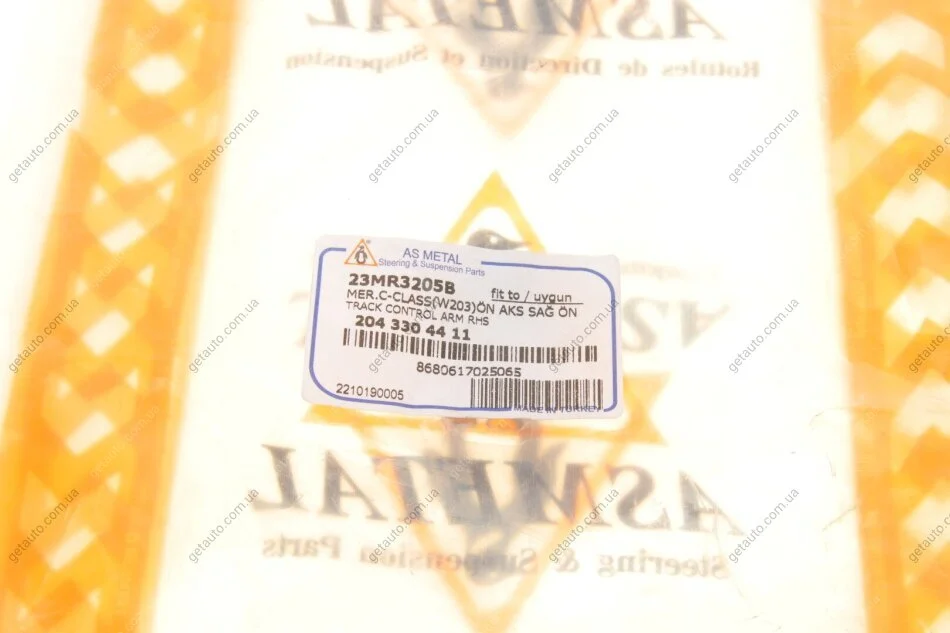 ASMETAL
Rotules de Direction et Suspension
AS METAL
Steering & Suspension Parts
23MR3205B
fit to / uygun
MER.C-CLASS(W203)ÖN AKS SAĞ ÖN
TRACK CONTROL ARM RHS
204 330 44 11
8680617025065
2210190005
MADE IN TURKEY
ASMETAL
Steering & Suspension Parts
getauto.com.ua